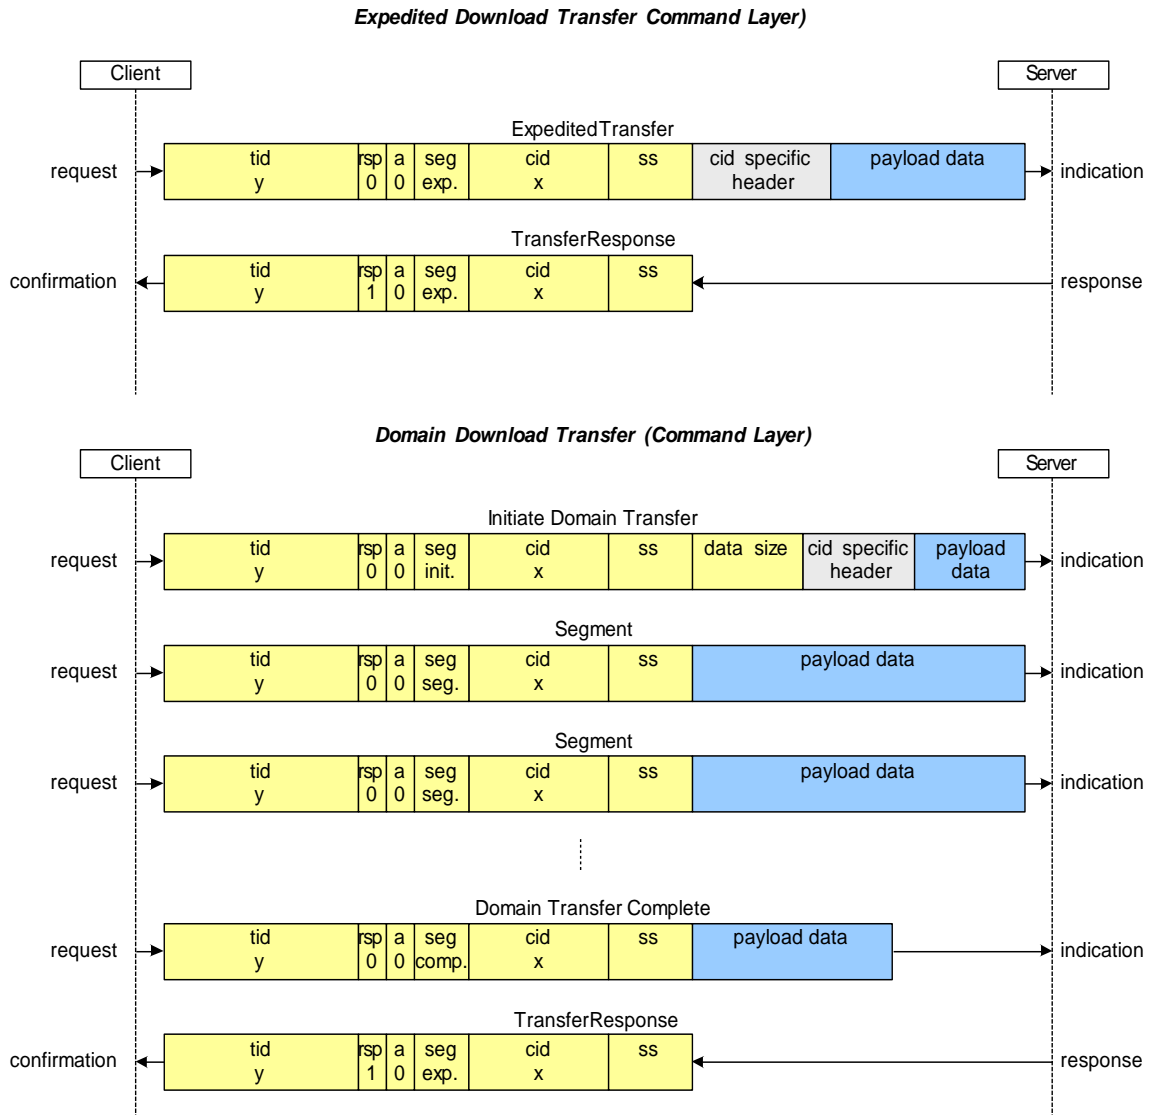 Expedited Download Transfer Command Layer)
Client
Server
ExpeditedTransfer
request
tid
y
rsp
0
a
0
seg
exp.
cid
x
ss
cid specific
header
payload data
indication
TransferResponse
confirmation
tid
y
rsp
1
a
0
seg
exp.
cid
x
ss
response
Domain Download Transfer (Command Layer)
Client
Server
Initiate Domain Transfer
request
tid
y
rsp
0
a
0
seg
init.
cid
x
ss
data size
cid specific
header
payload
data
indication
Segment
request
tid
y
rsp
0
a
0
seg
seg.
cid
x
ss
payload data
indication
Segment
request
tid
y
rsp
0
a
0
seg
seg.
cid
x
ss
payload data
indication
Domain Transfer Complete
request
tid
y
rsp
0
a
0
seg
comp.
cid
x
ss
payload data
indication
TransferResponse
confirmation
tid
y
rsp
1
a
0
seg
exp.
cid
x
ss
response